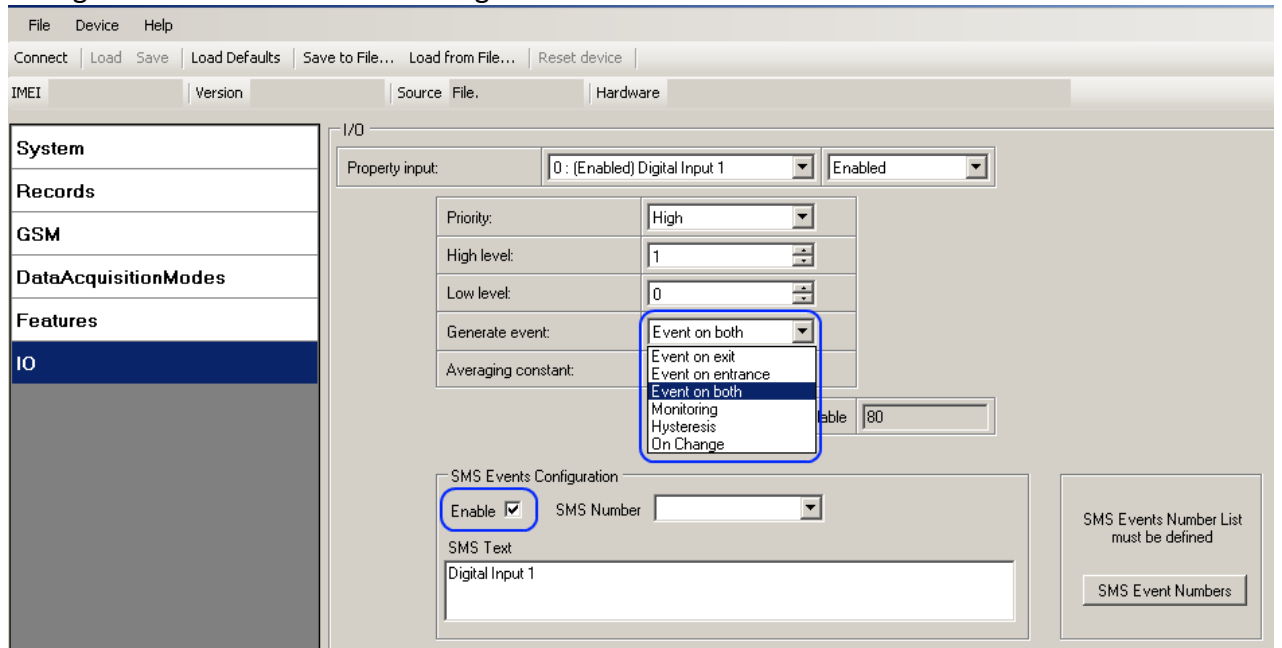 File Device Help
Connect Load Save Load Defaults Save to File... Load from File... Reset device
IMEI Version Source File. Hardware
System
Records
GSM
DataAcquisitionModes
Features
IO
I/O
Property input: 0 : (Enabled) Digital Input 1 Enabled
Priority: High
High level: 1
Low level: 0
Generate event: Event on both
Averaging constant:
Event on exit
Event on entrance
Event on both
Monitoring
Hysteresis
On Change
80
SMS Events Configuration
Enable SMS Number
SMS Text
Digital Input 1
SMS Events Number List
must be defined
SMS Event Numbers